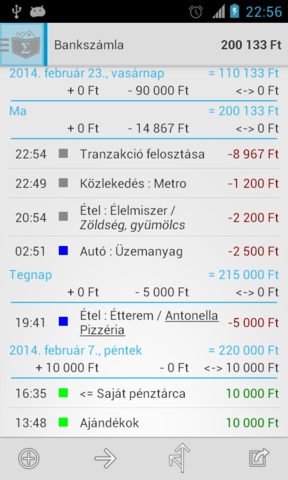 22:56
Bankszámla 200 133 Ft
2014. február 23., vasárnap = 110 133 Ft
+ 0 Ft - 90 000 Ft <-> 0 Ft
Ma = 200 133 Ft
+ 0 Ft - 14 867 Ft <-> 0 Ft
22:54 Tranzakció felosztása -8 967 Ft
22:49 Közlekedés : Metro -1 200 Ft
20:54 Étel : Élelmiszer / -2 200 Ft
Zöldség, gyümölcs
02:51 Autó : Üzemanyag -2 500 Ft
Tegnap = 215 000 Ft
+ 0 Ft - 5 000 Ft <-> 0 Ft
19:41 Étel : Étterem / Antonella -5 000 Ft
Pizzéria
2014. február 7., péntek = 220 000 Ft
+ 10 000 Ft - 0 Ft <-> 10 000 Ft
16:35 <= Saját pénztárca 10 000 Ft
13:48 Ajándékok 10 000 Ft